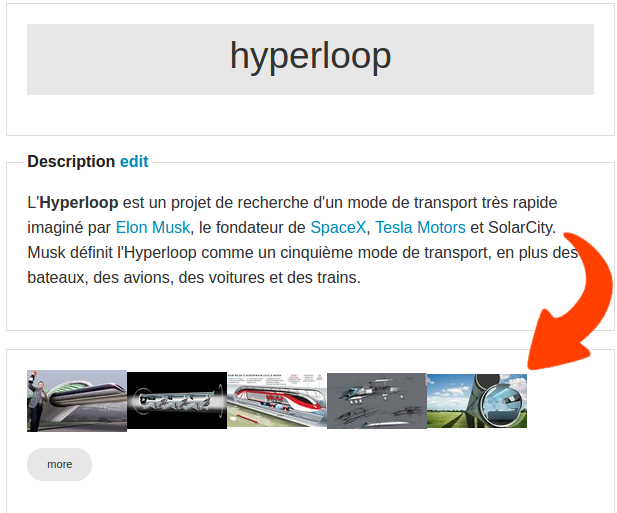 hyperloop
Description edit
L'Hyperloop est un projet de recherche d'un mode de transport très rapide
imaginé par Elon Musk, le fondateur de SpaceX, Tesla Motors et SolarCity.
Musk définit l'Hyperloop comme un cinquième mode de transport, en plus des
bateaux, des avions, des voitures et des trains.
more